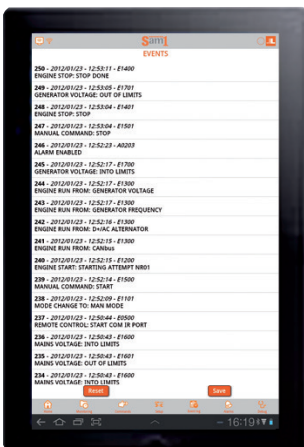 Sam1
EVENTS
250 - 2012/01/23 - 12:53:11 - E1400
ENGINE STOP: STOP DONE
249 - 2012/01/23 - 12:53:05 - E1701
GENERATOR VOLTAGE: OUT OF LIMITS
248 - 2012/01/23 - 12:53:04 - E1401
ENGINE STOP: STOP
247 - 2012/01/23 - 12:53:04 - E1501
MANUAL COMMAND: STOP
246 - 2012/01/23 - 12:52:23 - A0203
ALARM ENABLED
245 - 2012/01/23 - 12:52:17 - E1700
GENERATOR VOLTAGE: INTO LIMITS
244 - 2012/01/23 - 12:52:17 - E1300
ENGINE RUN FROM: GENERATOR VOLTAGE
243 - 2012/01/23 - 12:52:17 - E1300
ENGINE RUN FROM: GENERATOR FREQUENCY
242 - 2012/01/23 - 12:52:16 - E1300
ENGINE RUN FROM: D+/AC ALTERNATOR
241 - 2012/01/23 - 12:52:15 - E1300
ENGINE RUN FROM: CANbus
240 - 2012/01/23 - 12:52:15 - E1200
ENGINE START: STARTING ATTEMPT NR01
239 - 2012/01/23 - 12:52:14 - E1500
MANUAL COMMAND: START
238 - 2012/01/23 - 12:52:09 - E1101
MODE CHANGE TO: MAN MODE
237 - 2012/01/23 - 12:50:44 - E0500
REMOTE CONTROL: START COM IR PORT
236 - 2012/01/23 - 12:50:43 - E1600
MAINS VOLTAGE: INTO LIMITS
235 - 2012/01/23 - 12:50:43 - E1601
MAINS VOLTAGE: OUT OF LIMITS
234 - 2012/01/23 - 12:50:43 - E1600
MAINS VOLTAGE: INTO LIMITS
Reset Save
16:19